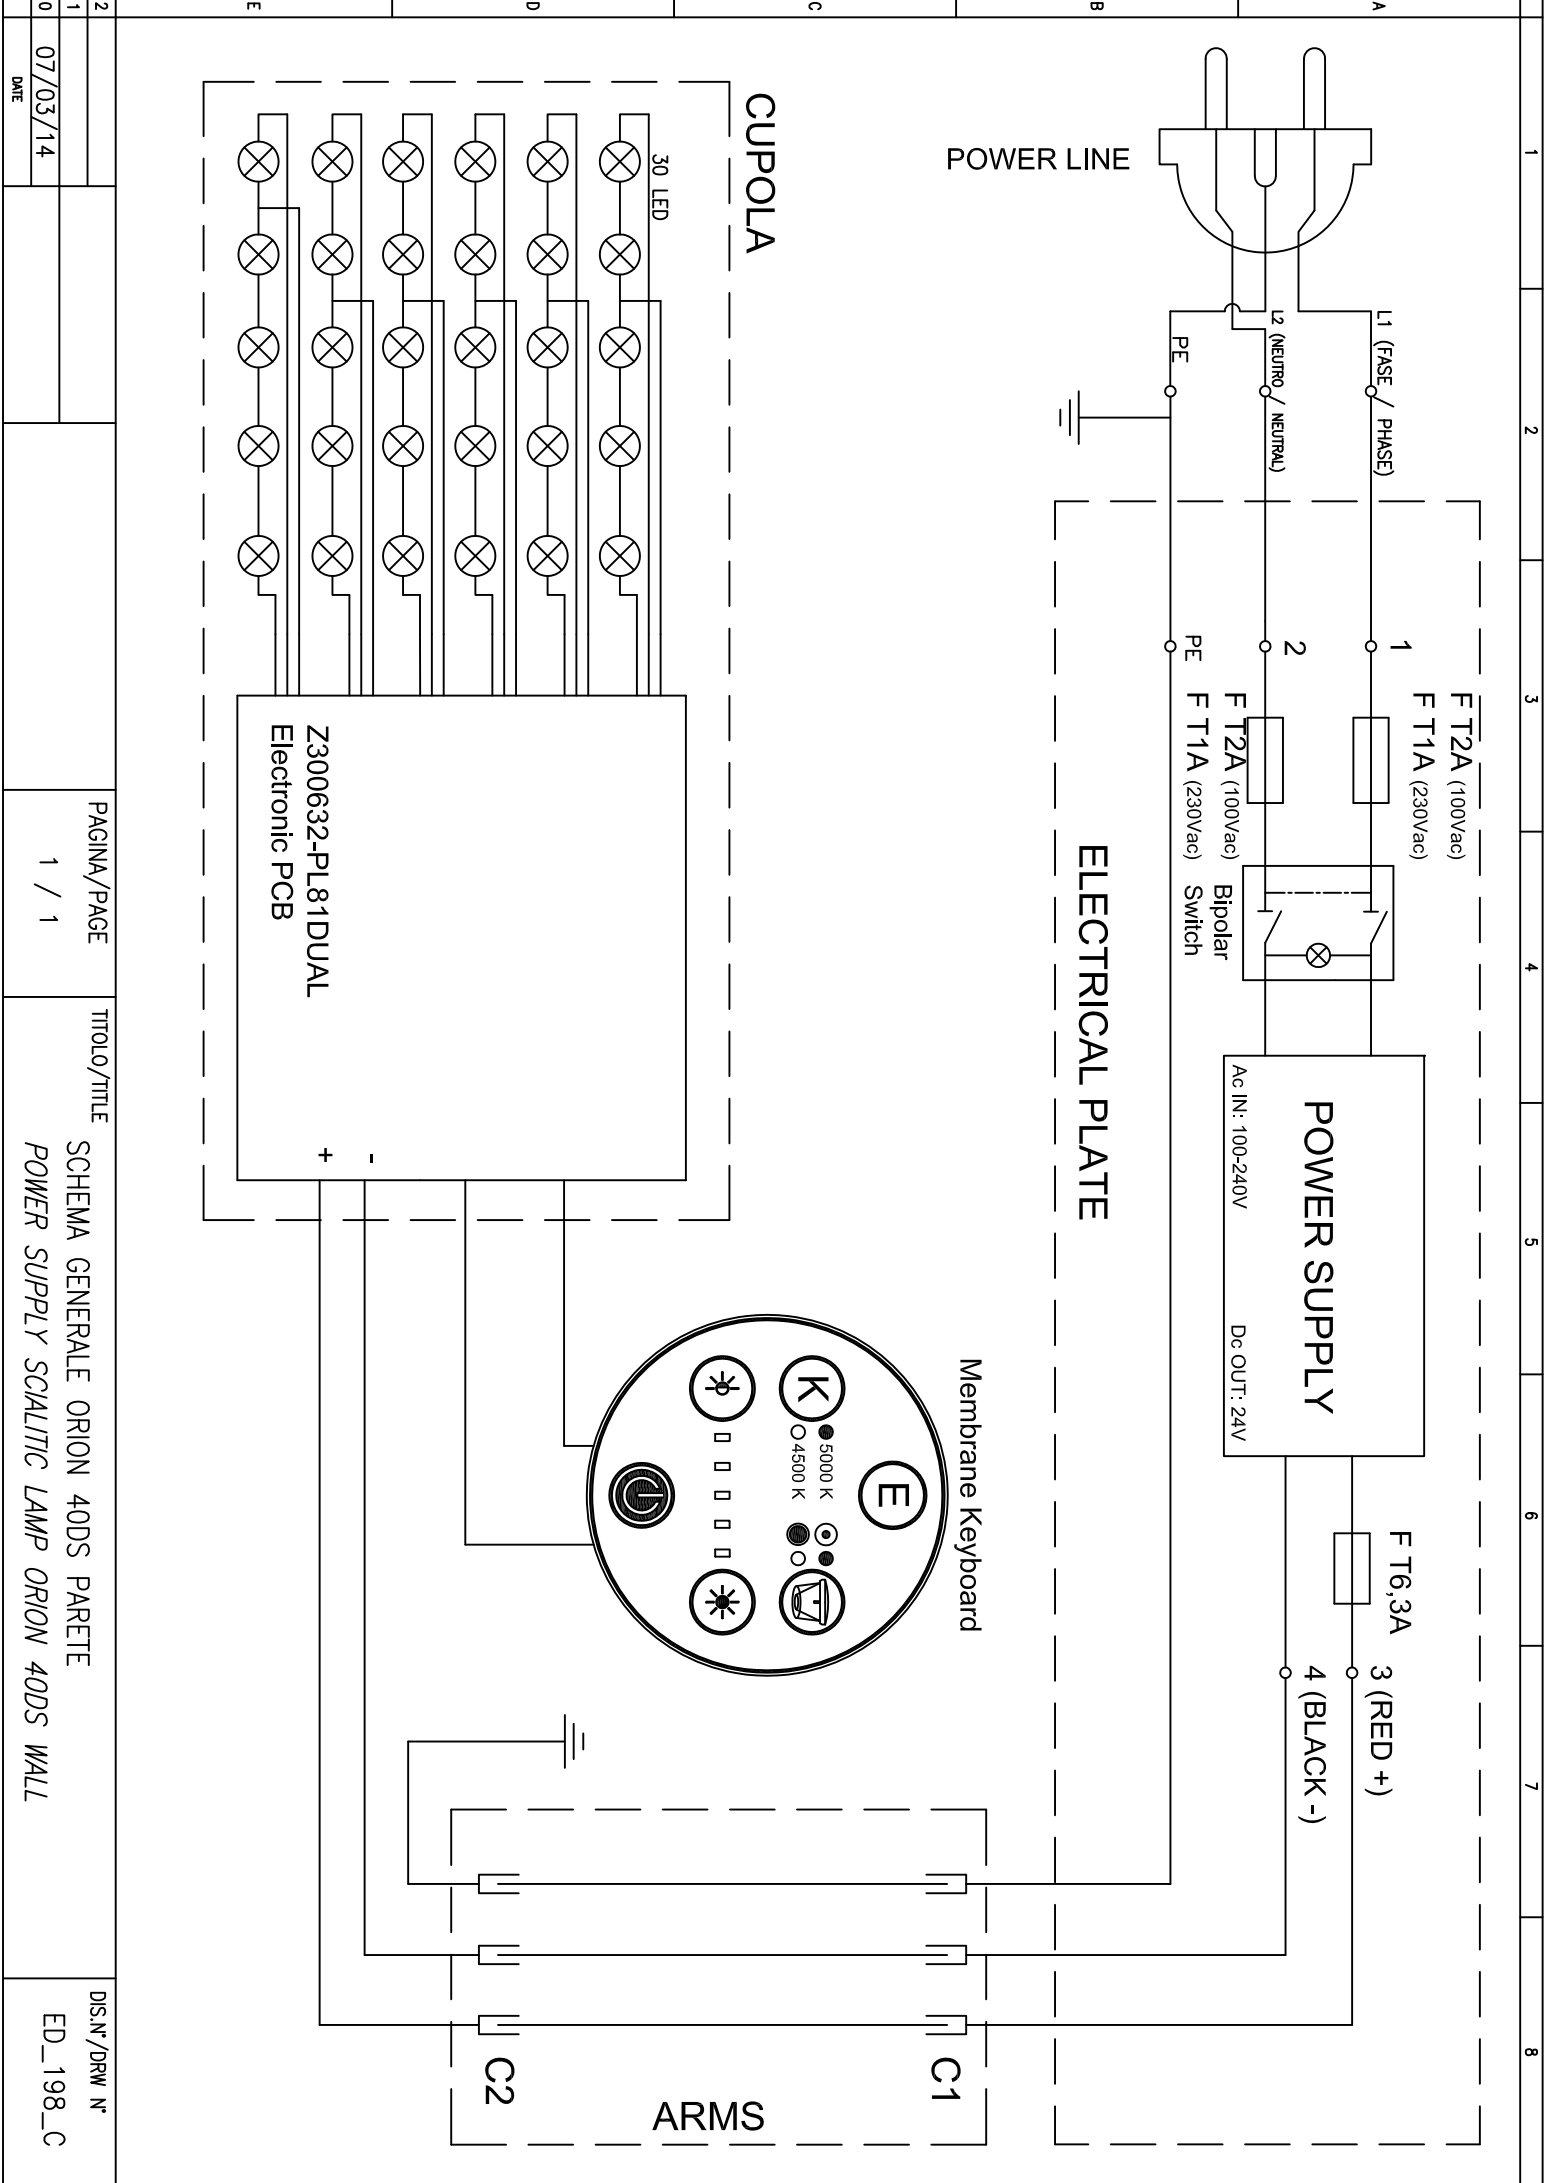 1
2
3
4
5
6
7
8
A
B
C
D
E
POWER LINE
L1 (FASE / PHASE)
L2 (NEUTRO / NEUTRAL)
PE
1
2
PE
F T2A (100Vac)
F T1A (230Vac)
F T2A (100Vac)
F T1A (230Vac)
Bipolar
Switch
POWER SUPPLY
Ac IN: 100-240V
Dc OUT: 24V
F T6,3A
3 (RED +)
4 (BLACK -)
ELECTRICAL PLATE
Membrane Keyboard
E
K
5000 K
4500 K
C1
C2
ARMS
CUPOLA
30 LED
Z300632-PL81DUAL
Electronic PCB
-
+
2
1
0
07/03/14
DATE
PAGINA/PAGE
1 / 1
TITOLO/TITLE
SCHEMA GENERALE ORION 40DS PARETE
POWER SUPPLY SCIALITIC LAMP ORION 40DS WALL
DIS.N°/DRW N°
ED_198_C